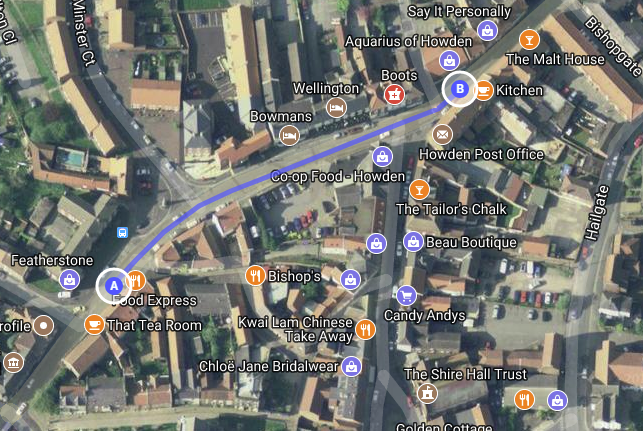 Say It Personally
Minster Ct
Bishopgate
Aquarius of Howden
The Malt House
Boots
Wellington
B
Kitchen
Bowmans
Howden Post Office
Co-op Food - Howden
The Tailor's Chalk
Hailgate
Beau Boutique
Featherstone
Bishop's
A
Food Express
Candy Andys
That Tea Room
Kwai Lam Chinese
Take Away
Chloë Jane Bridalwear
The Shire Hall Trust
Golden Cottage